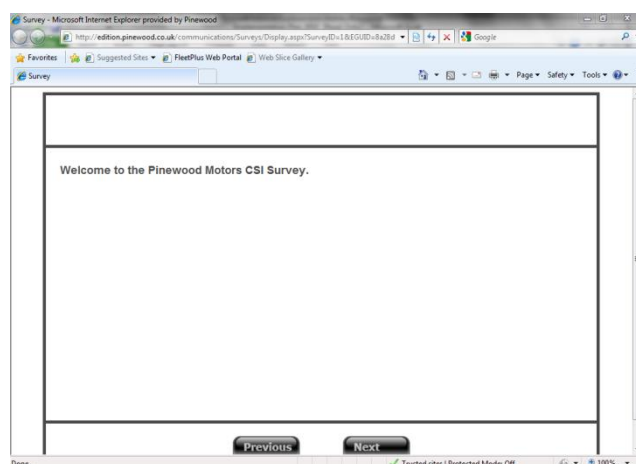 Survey - Microsoft Internet Explorer provided by Pinewood
http://edition.pinewood.co.uk/communications/Surveys/Display.aspx?SurveyID=1&EGUID=8a28d
Google
Favorites Suggested Sites FleetPlus Web Portal Web Slice Gallery
Survey
Page Safety Tools
Welcome to the Pinewood Motors CSI Survey.
Previous Next
Done Trusted sites | Protected Mode: Off 100%